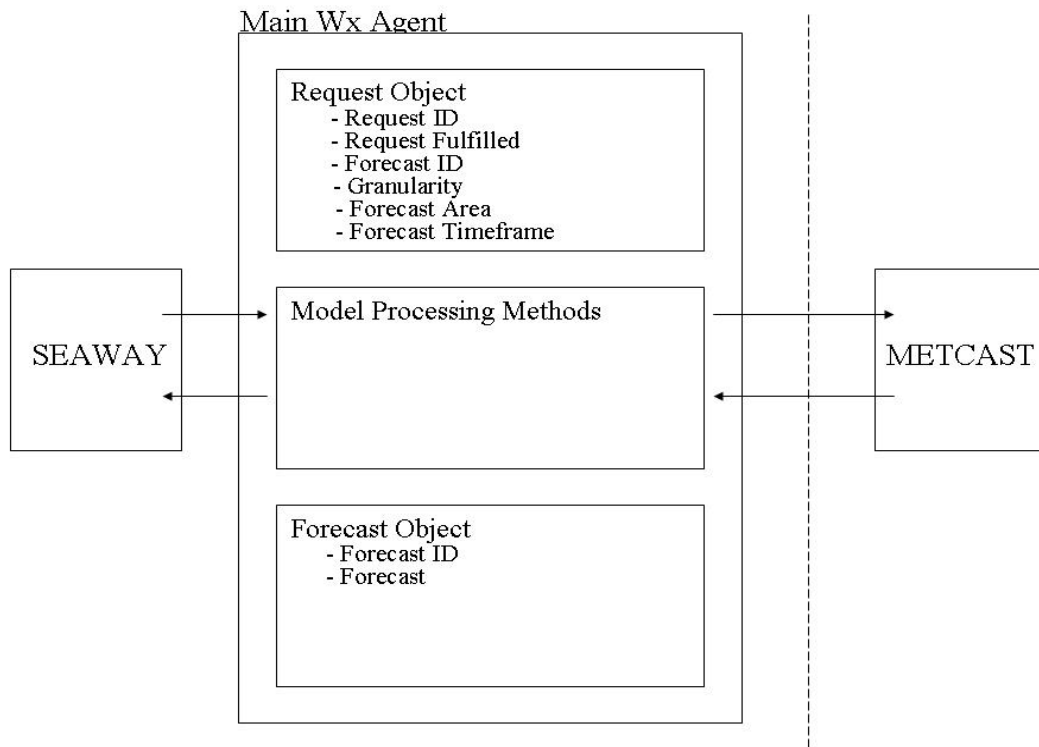 Main Wx Agent
Request Object
- Request ID
- Request Fulfilled
- Forecast ID
- Granularity
- Forecast Area
- Forecast Timeframe
SEAWAY
Model Processing Methods
METCAST
Forecast Object
- Forecast ID
- Forecast